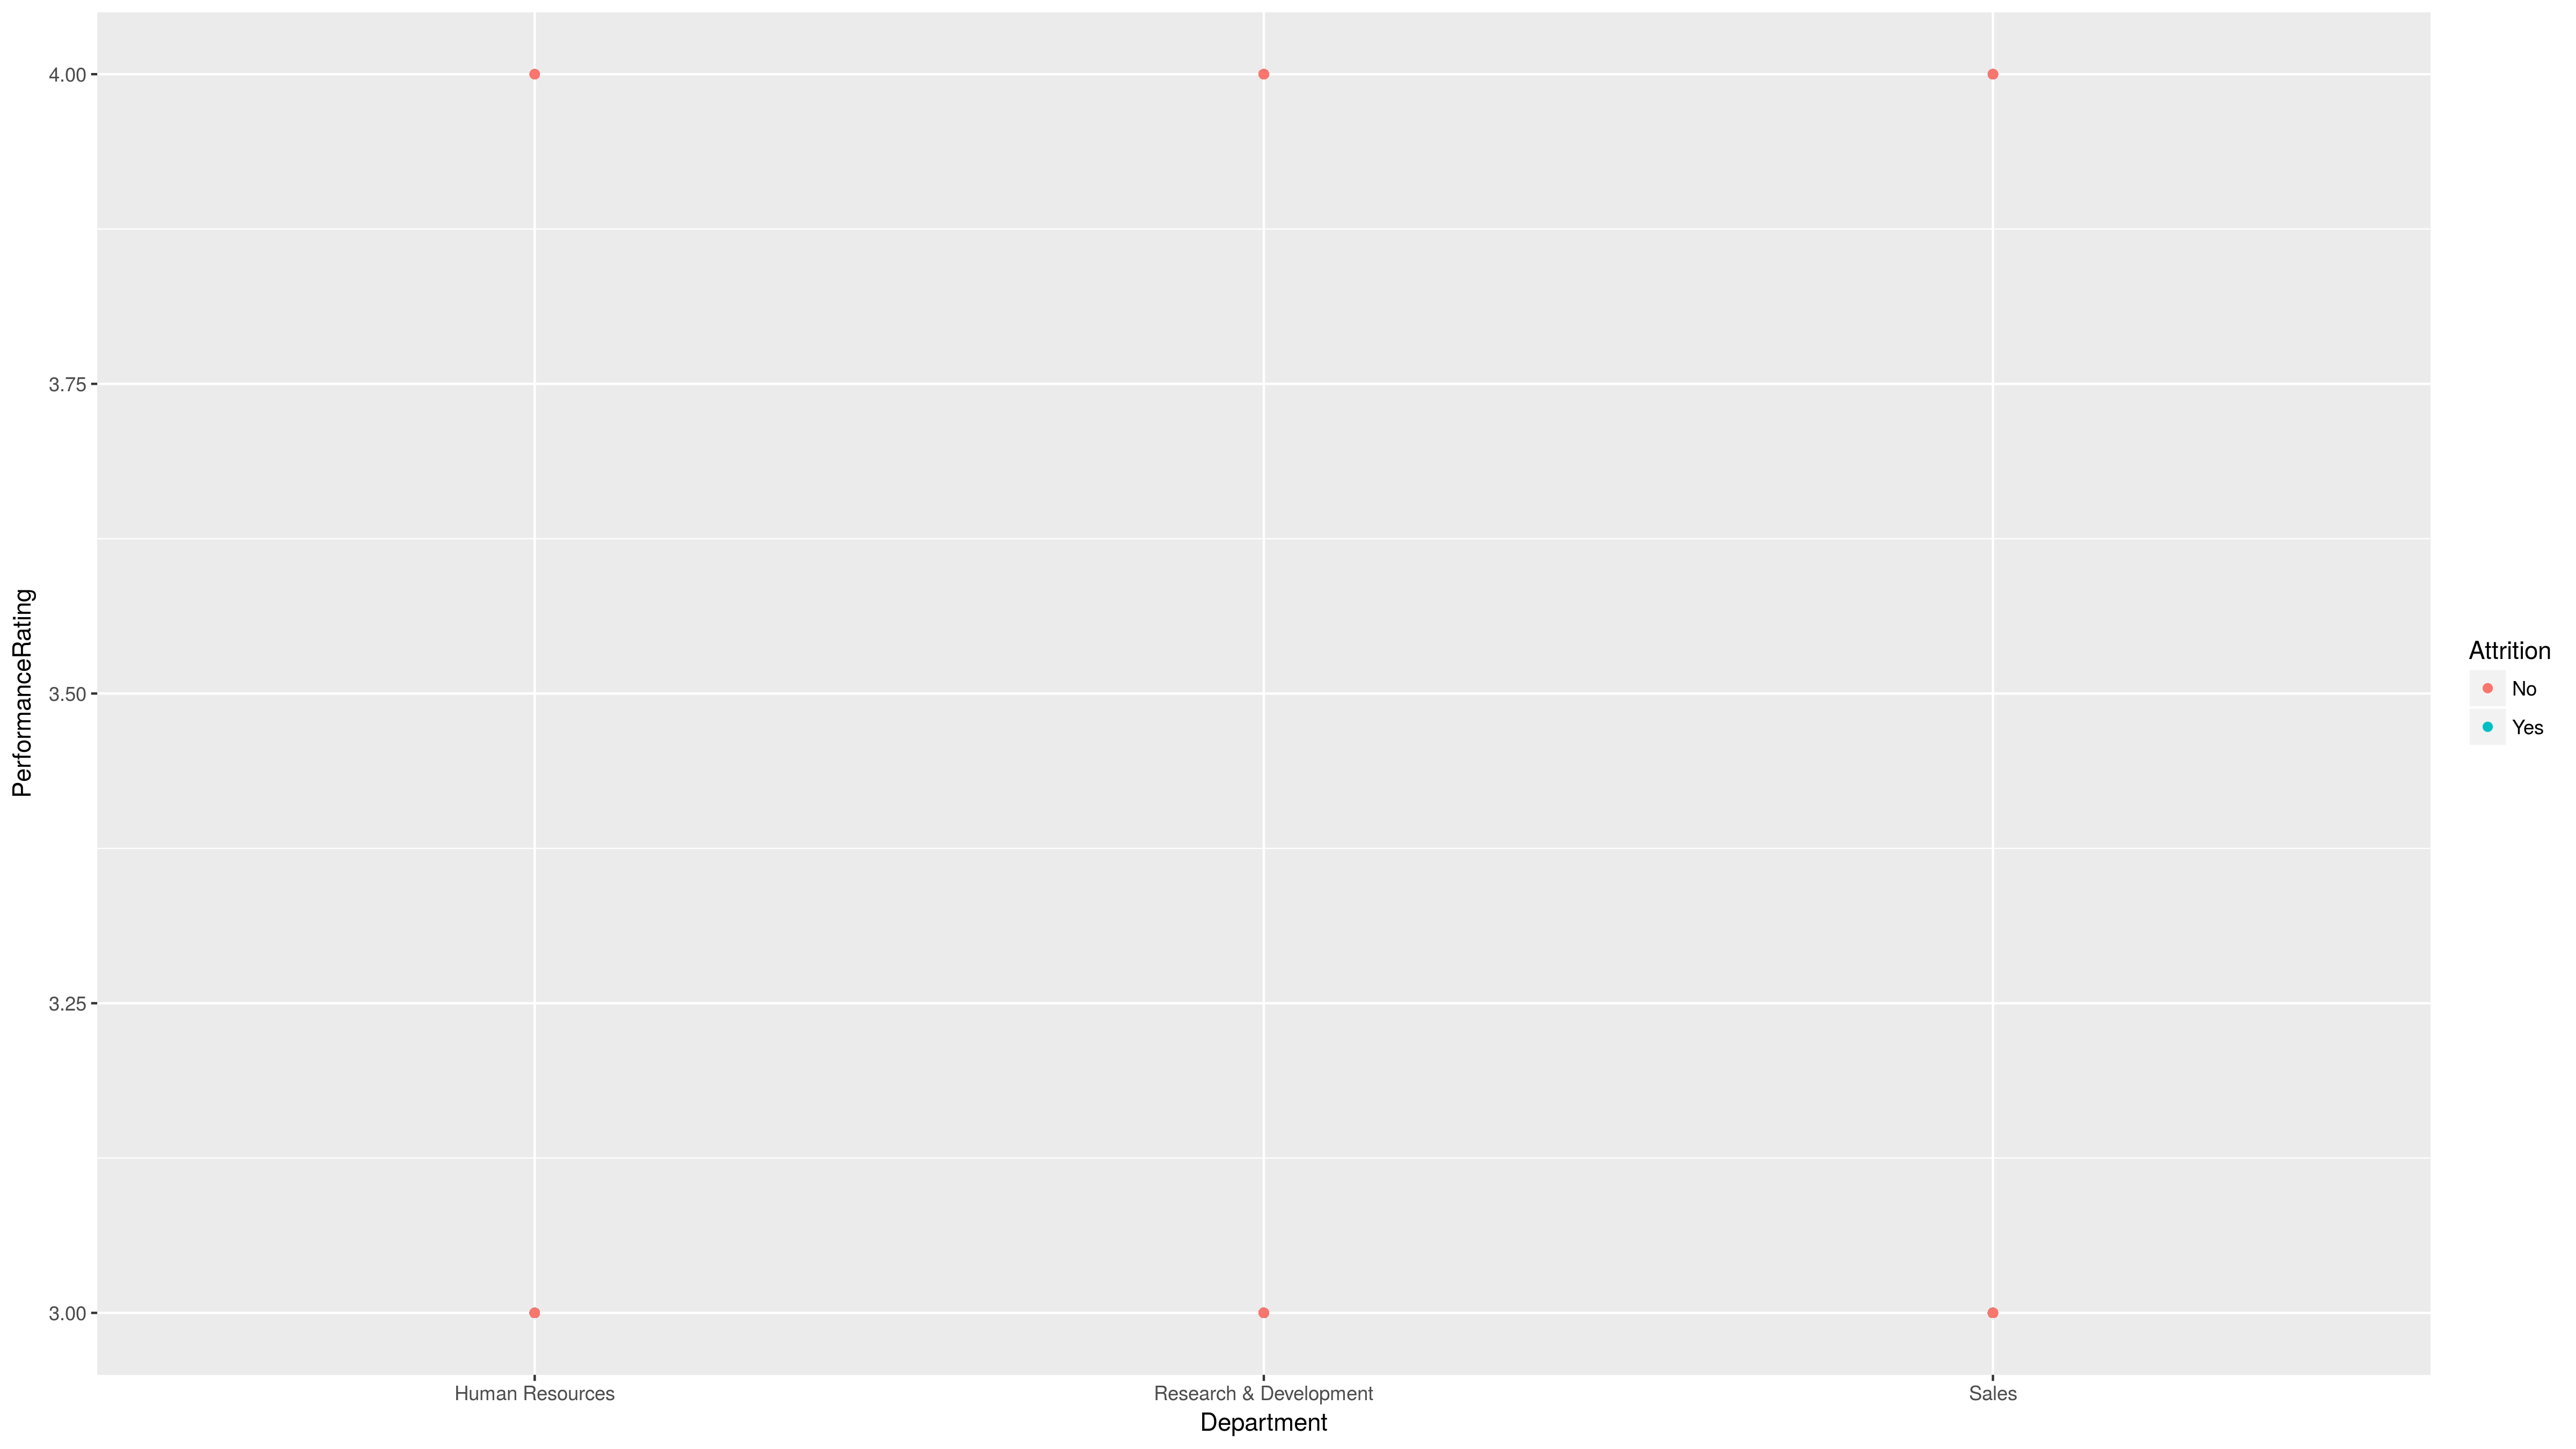 4.00
3.75
3.50
3.25
3.00
PerformanceRating
Human Resources
Research & Development
Sales
Department
Attrition
No
Yes